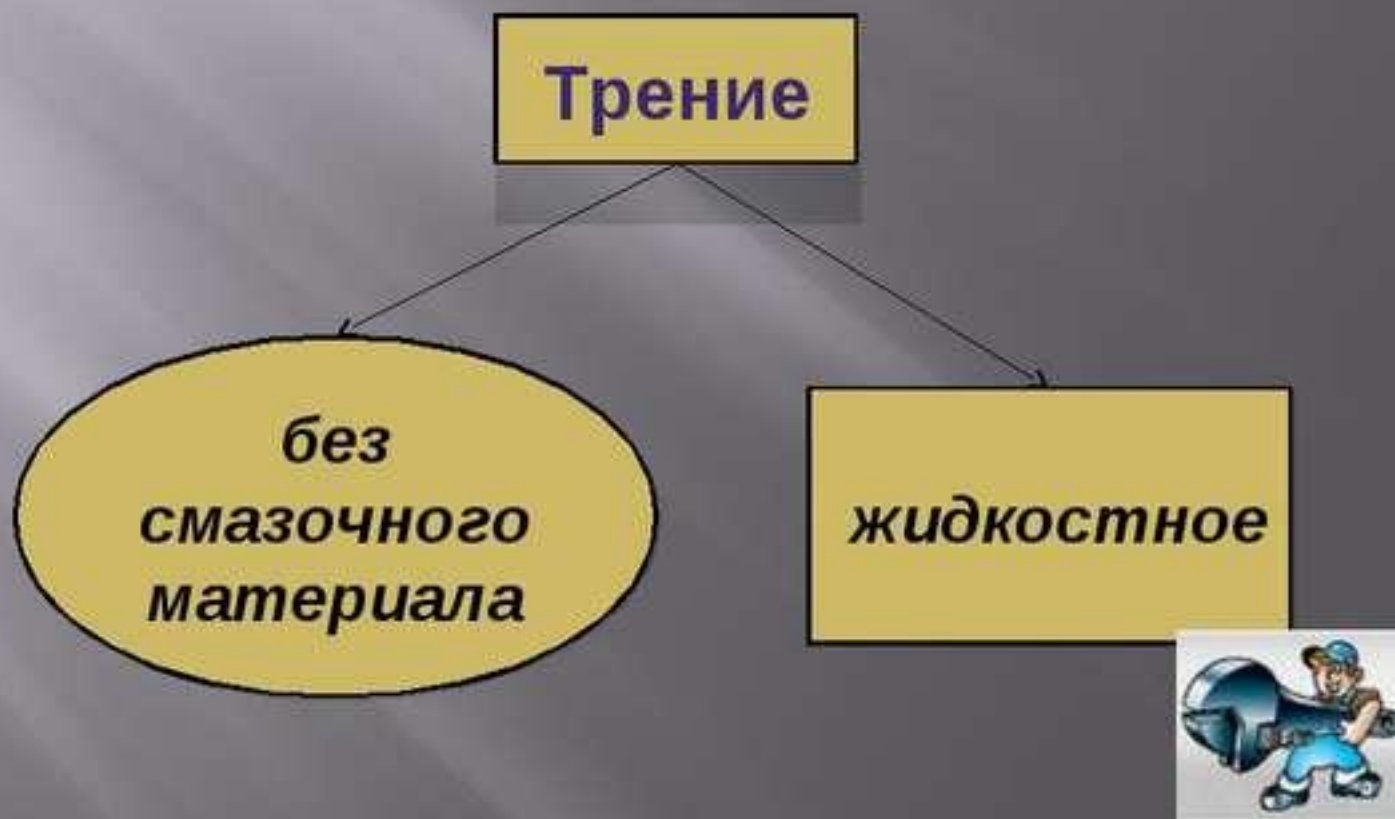 Трение
без
смазочного
материала
жидкостное